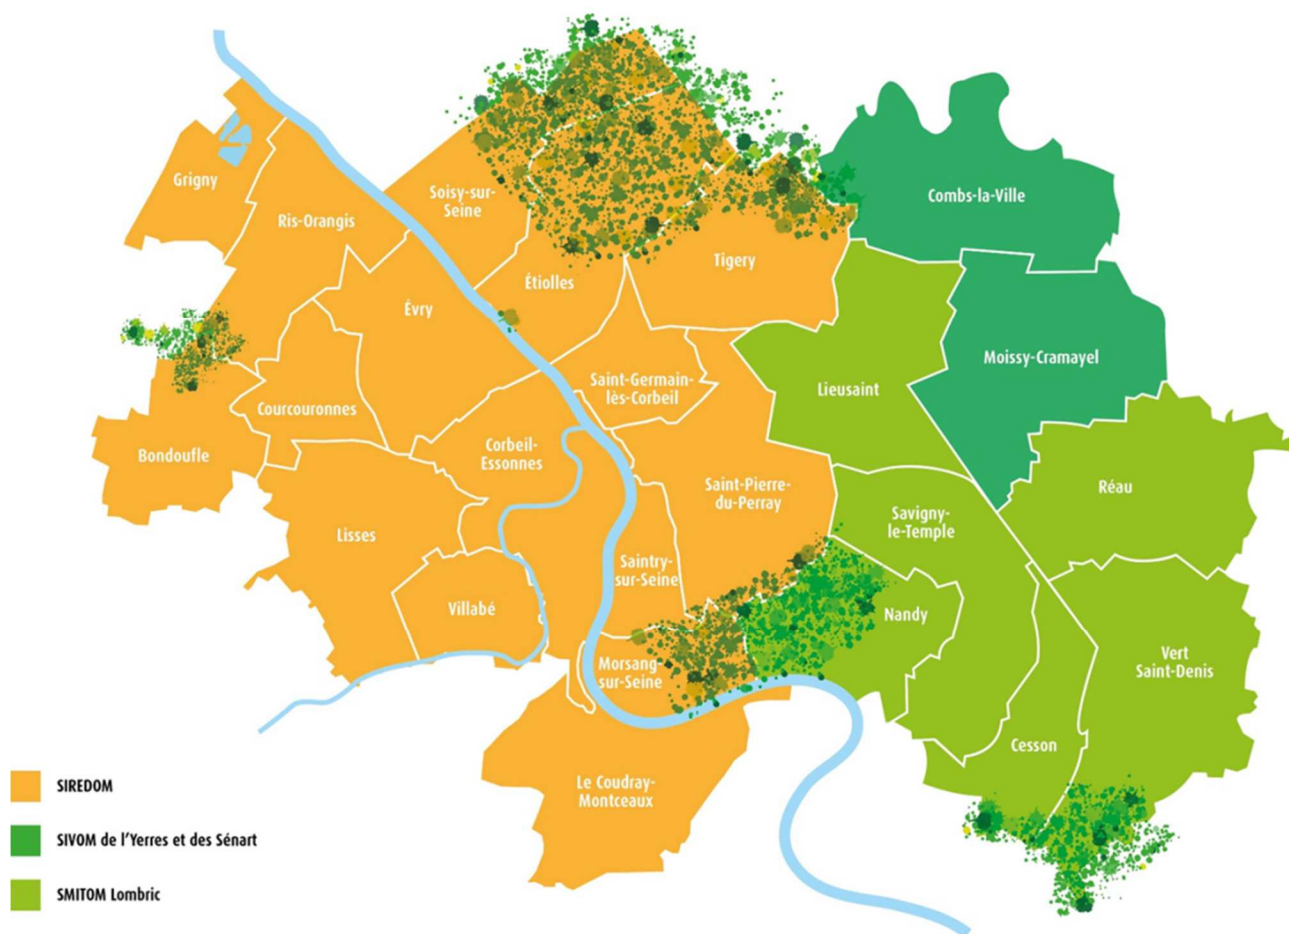 Grigny
Ris-Orangis
Soisy-sur-
Seine
Étiolles
Tigery
Combs-la-Ville
Évry
Moissy-Cramayel
Lieusaint
Saint-Germain-
lès-Corbeil
Courcouronnes
Bondoufle
Corbeil-
Essonnes
Saint-Pierre-
du-Perray
Réau
Savigny-
le-Temple
Lisses
Saintry-
sur-Seine
Villabé
Nandy
Morsang-
sur-Seine
Vert
Saint-Denis
Cesson
Le Coudray-
Montceaux
SIREDOM
SIVOM de l'Yerres et des Sénart
SMITOM Lombric